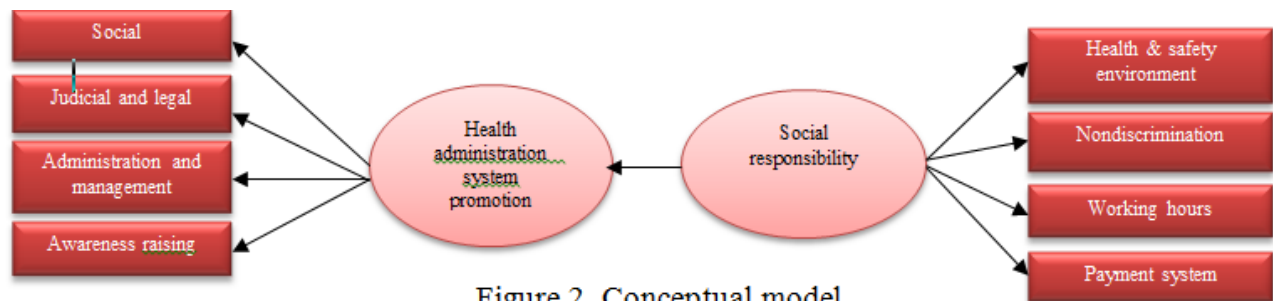 Social
Judicial and legal
Administration and
management
Awareness raising
Health
administration
system
promotion
Social
responsibility
Health & safety
environment
Nondiscrimination
Working hours
Payment system
Figure 2. Conceptual model